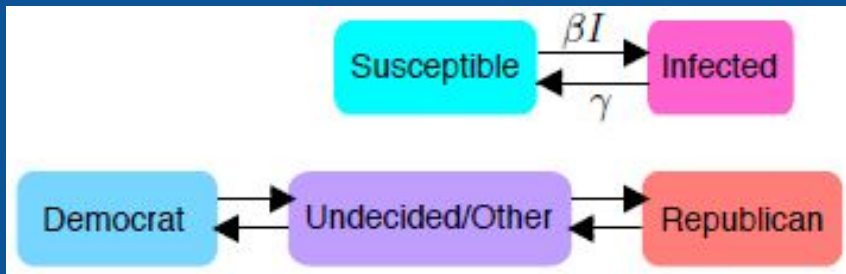 βI
Susceptible Infected
γ
Democrat Undecided/Other Republican